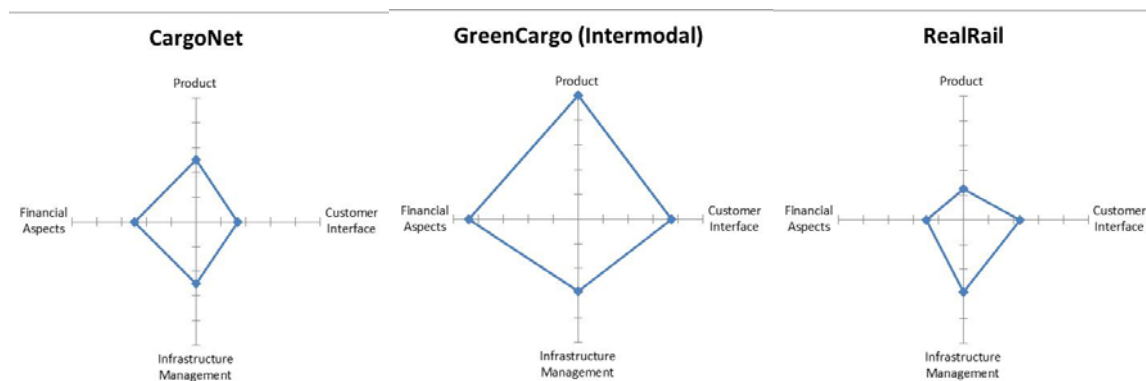 CargoNet
Product
Financial
Aspects
Customer
Interface
Infrastructure
Management
GreenCargo (Intermodal)
Product
Financial
Aspects
Customer
Interface
Infrastructure
Management
RealRail
Product
Financial
Aspects
Customer
Interface
Infrastructure
Management